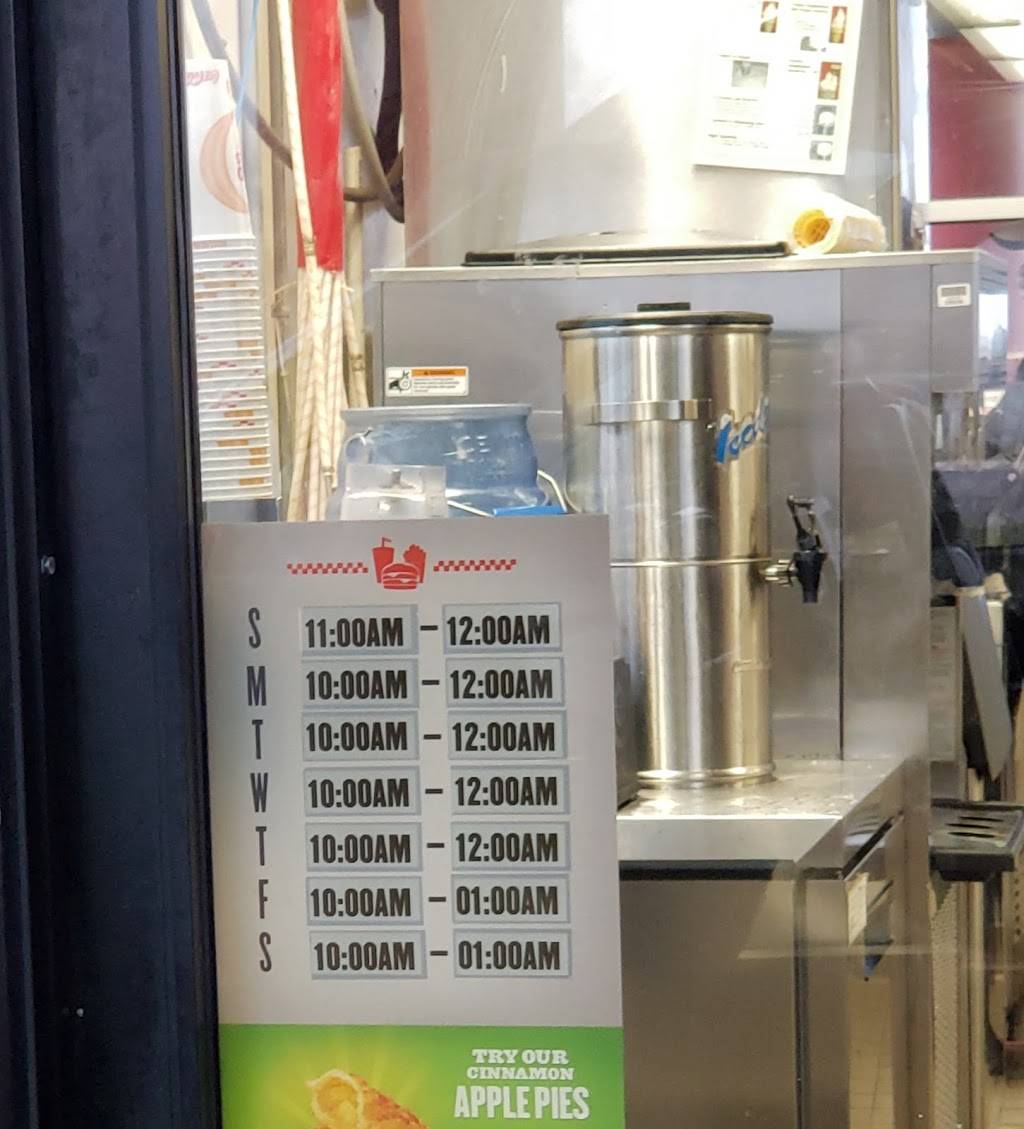 S 11:00AM – 12:00AM
M 10:00AM – 12:00AM
T 10:00AM – 12:00AM
W 10:00AM – 12:00AM
T 10:00AM – 12:00AM
F 10:00AM – 01:00AM
S 10:00AM – 01:00AM
TRY OUR
CINNAMON
APPLE PIES